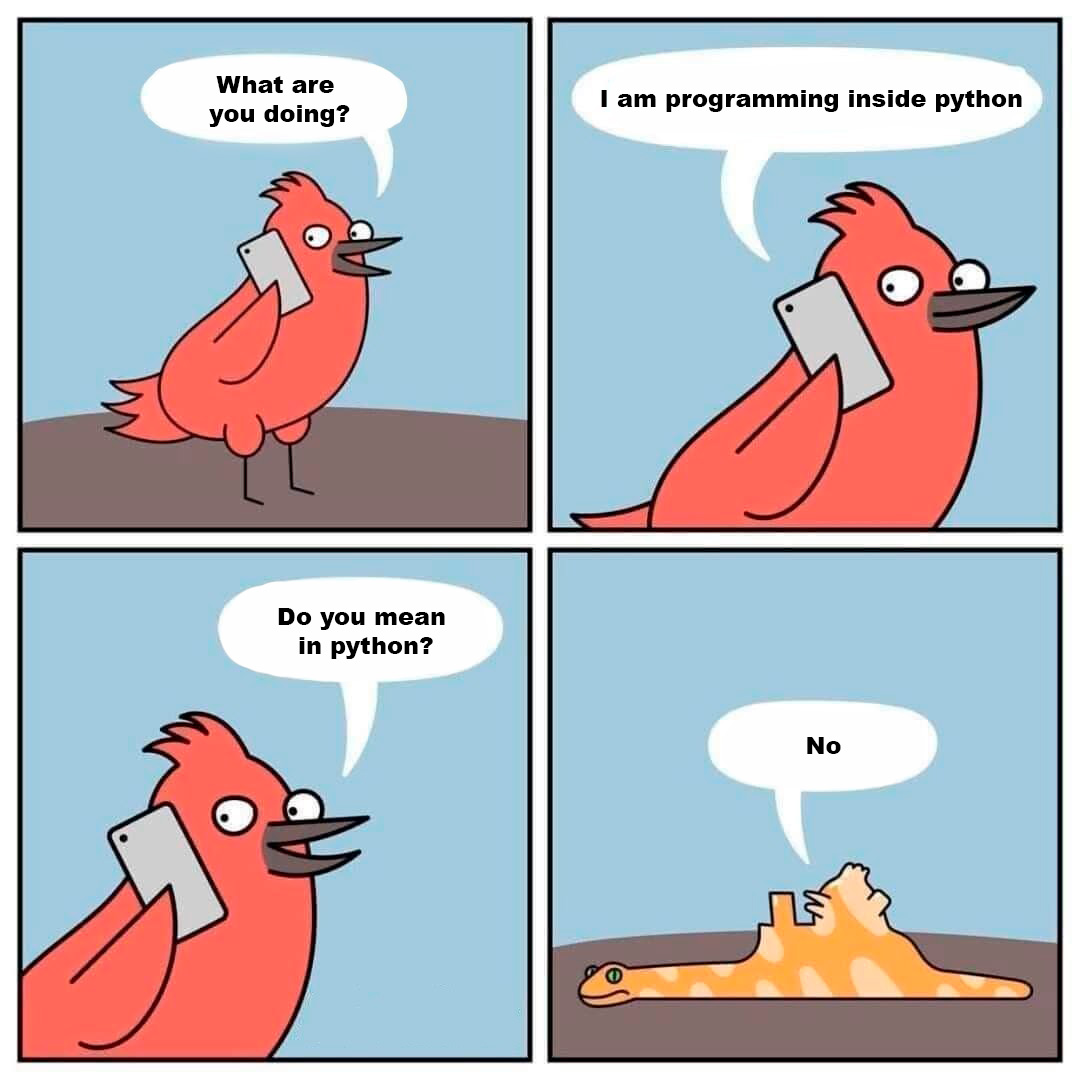 What are
you doing?
I am programming inside python
Do you mean
in python?
No